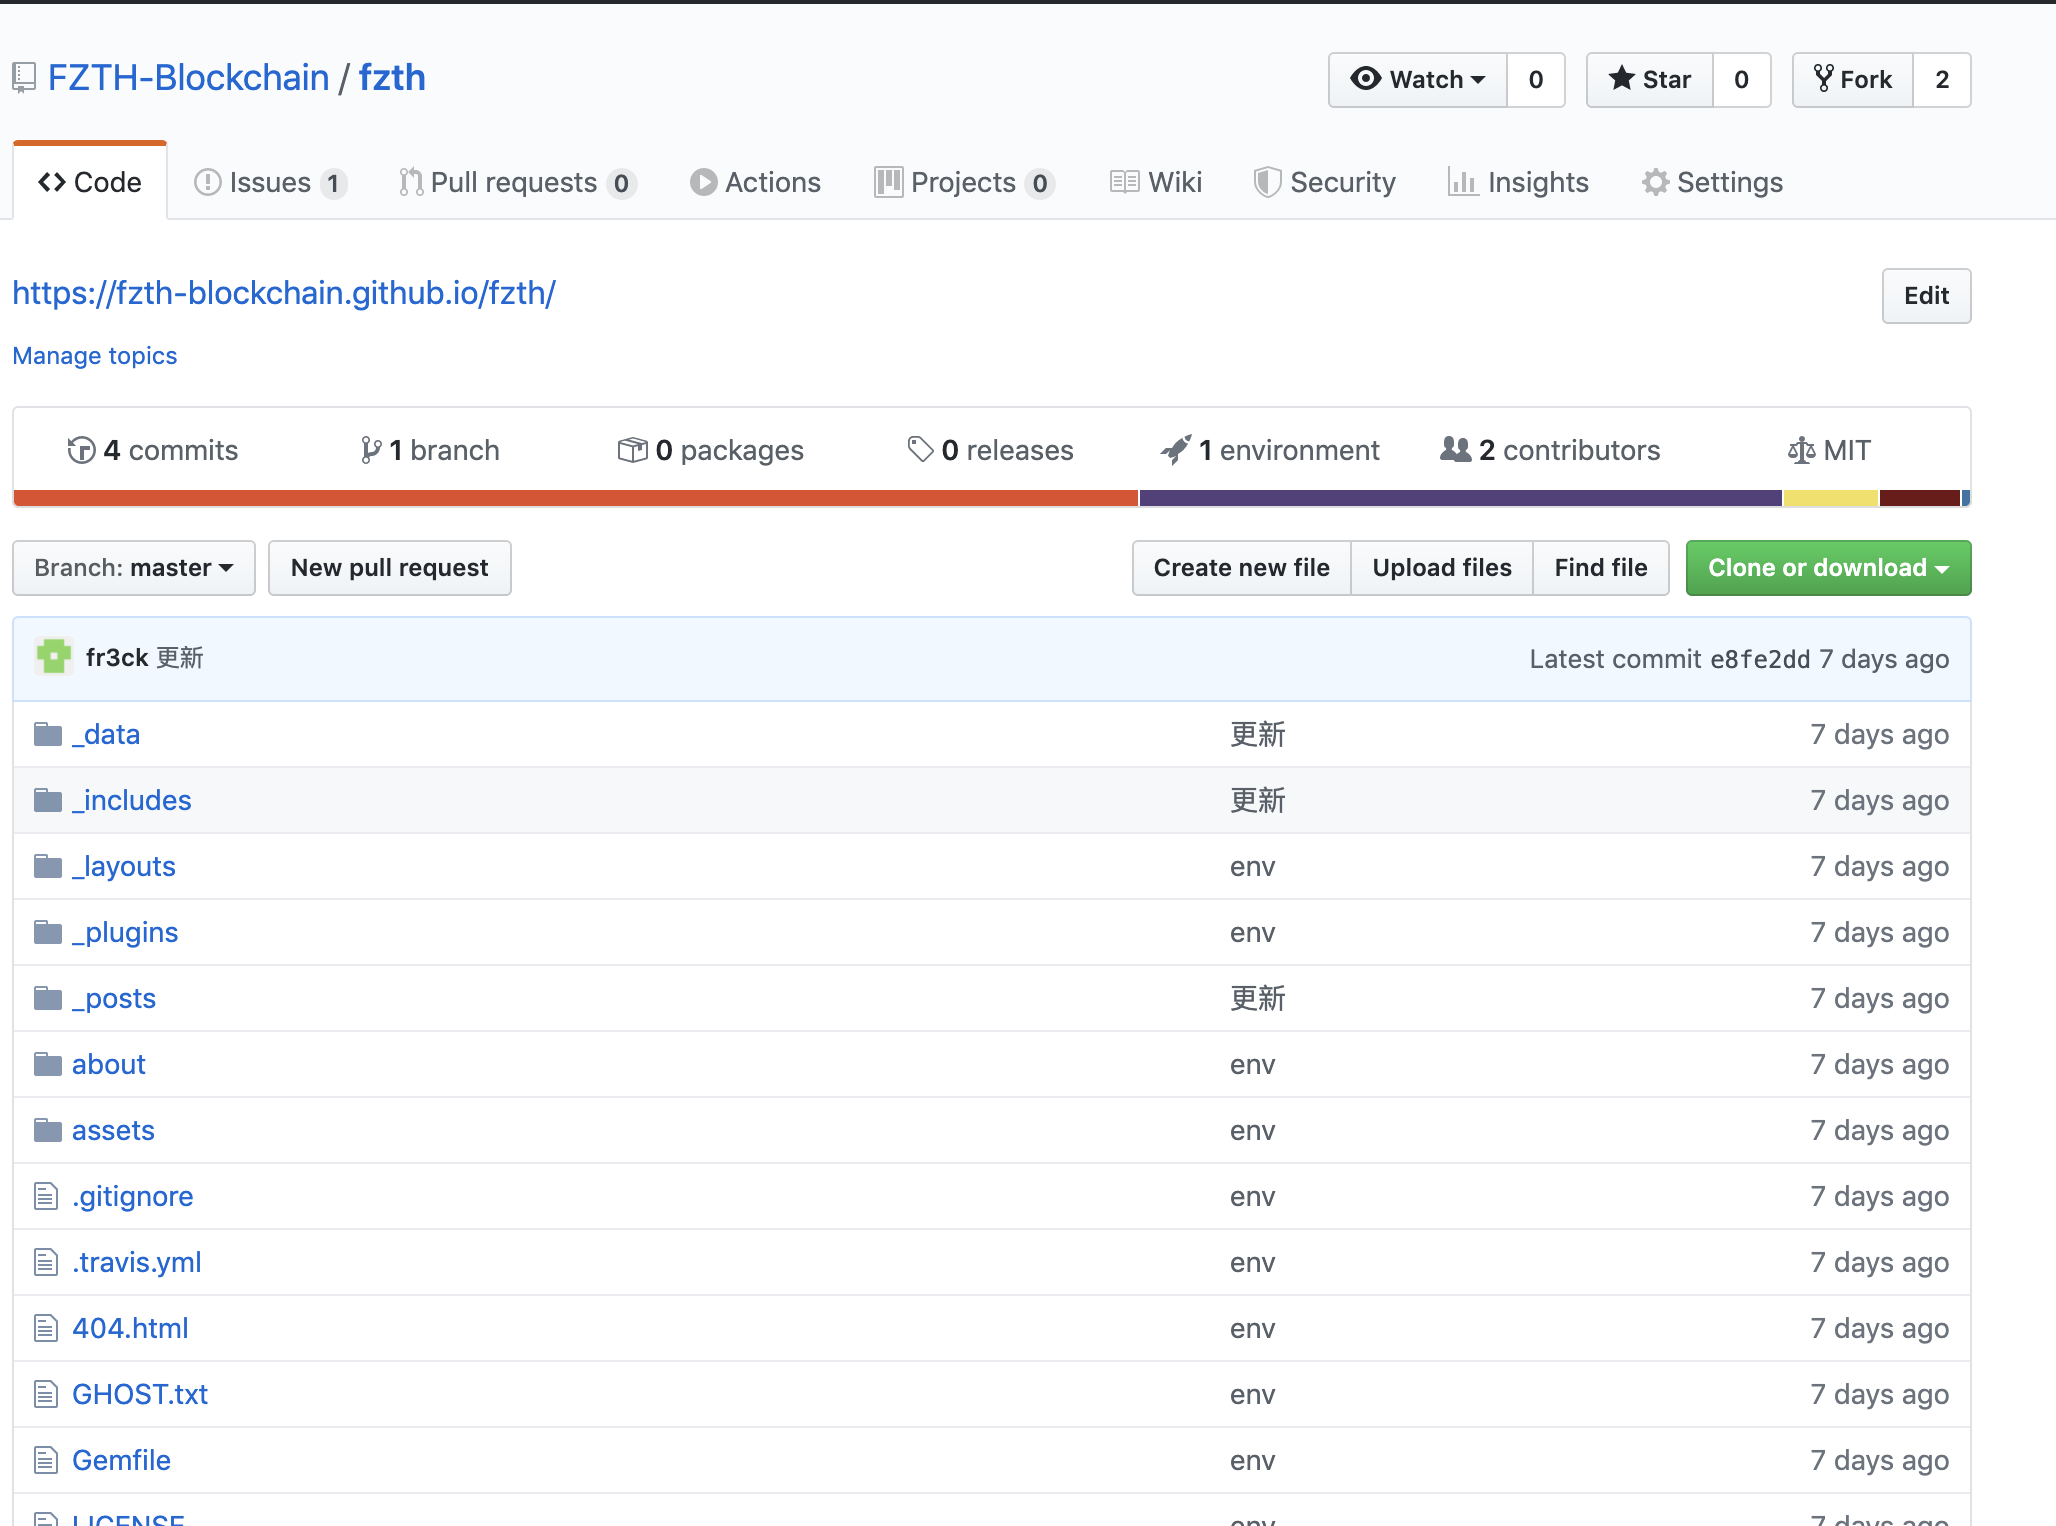 FZTH-Blockchain / fzth
Watch 0 Star 0 Fork 2
Code Issues 1 Pull requests 0 Actions Projects 0 Wiki Security Insights Settings
https://fzth-blockchain.github.io/fzth/
Edit
Manage topics
4 commits 1 branch 0 packages 0 releases 1 environment 2 contributors MIT
Branch: master New pull request Create new file Upload files Find file Clone or download
fr3ck 更新 Latest commit e8fe2dd 7 days ago
_data 更新 7 days ago
_includes 更新 7 days ago
_layouts env 7 days ago
_plugins env 7 days ago
_posts 更新 7 days ago
about env 7 days ago
assets env 7 days ago
.gitignore env 7 days ago
.travis.yml env 7 days ago
404.html env 7 days ago
GHOST.txt env 7 days ago
Gemfile env 7 days ago
LICENSE env 7 days ago